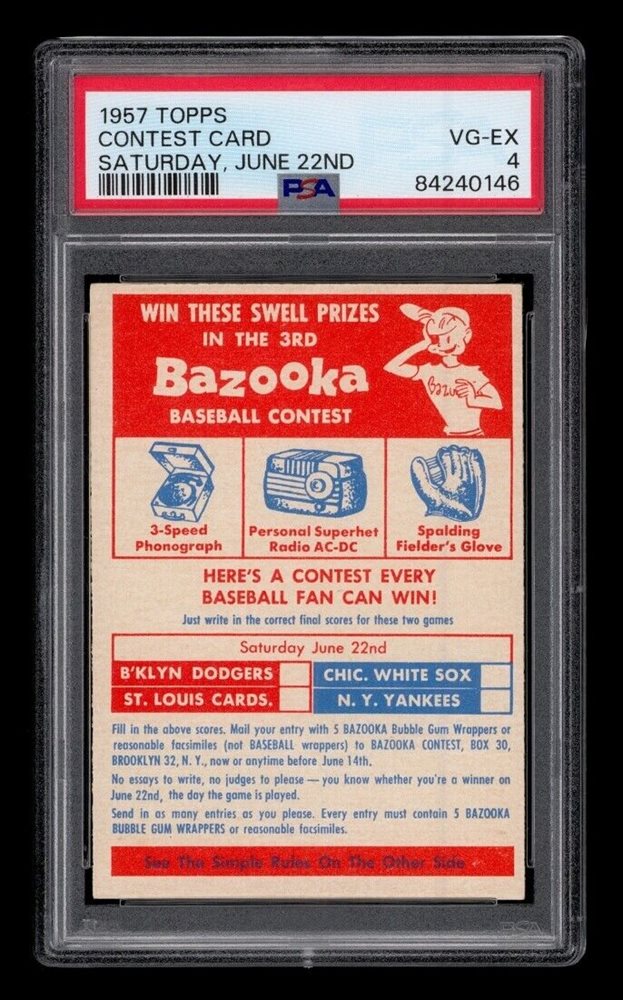 1957 TOPPS
CONTEST CARD VG-EX
SATURDAY, JUNE 22ND 4
PSA 84240146
WIN THESE SWELL PRIZES
IN THE 3RD
Bazooka
BASEBALL CONTEST
3-Speed
Phonograph
Personal Superhet
Radio AC-DC
Spalding
Fielder's Glove
HERE'S A CONTEST EVERY
BASEBALL FAN CAN WIN!
Just write in the correct final scores for these two games
Saturday June 22nd
B'KLYN DODGERS CHIC. WHITE SOX
ST. LOUIS CARDS. N. Y. YANKEES
Fill in the above scores. Mail your entry with 5 BAZOOKA Bubble Gum Wrappers or
reasonable facsimiles (not BASEBALL wrappers) to BAZOOKA CONTEST, BOX 30,
BROOKLYN 32, N. Y., now or anytime before June 14th.
No essays to write, no judges to please — you know whether you're a winner on
June 22nd, the day the game is played.
Send in as many entries as you please. Every entry must contain 5 BAZOOKA
BUBBLE GUM WRAPPERS or reasonable facsimiles.
See The Simple Rules On The Other Side
PSA